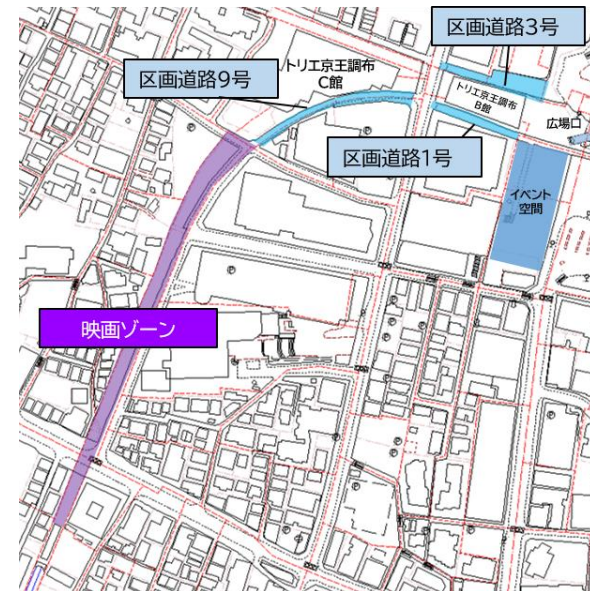 区画道路3号
トリエ京王調布
C館
区画道路9号
トリエ京王調布
B館
広場口
区画道路1号
イベント
空間
映画ゾーン